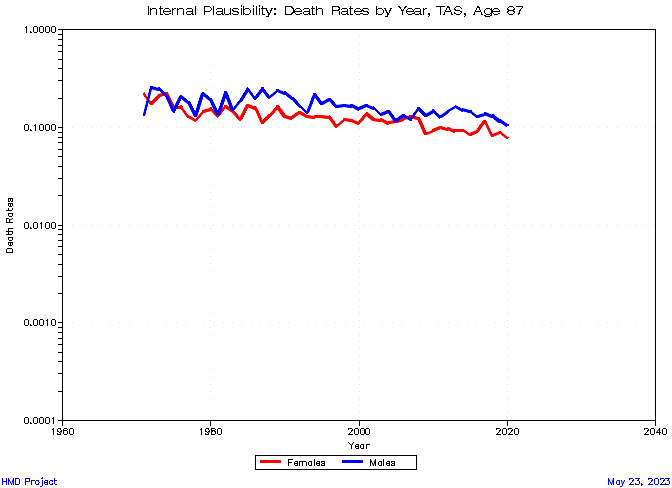 Internal Plausibility: Death Rates by Year, TAS, Age 87
1.0000
0.1000
0.0100
0.0010
0.0001
Death Rates
1960
1980
2000
2020
2040
Year
Females
Males
HMD Project
May 23, 2023